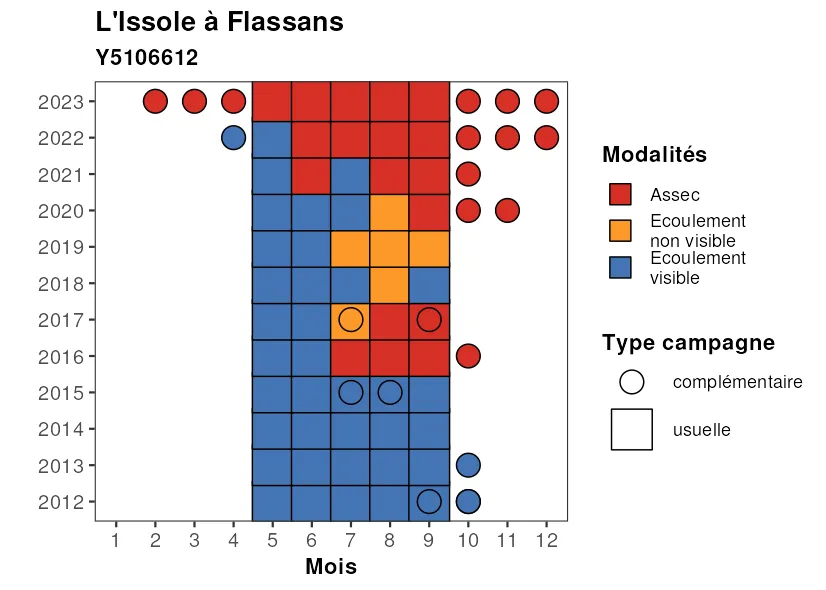 L'Issole à Flassans
Y5106612
2023
2022
2021
2020
2019
2018
2017
2016
2015
2014
2013
2012
1 2 3 4 5 6 7 8 9 10 11 12
Mois
Modalités
Assec
Ecoulement
non visible
Ecoulement
visible
Type campagne
complémentaire
usuelle